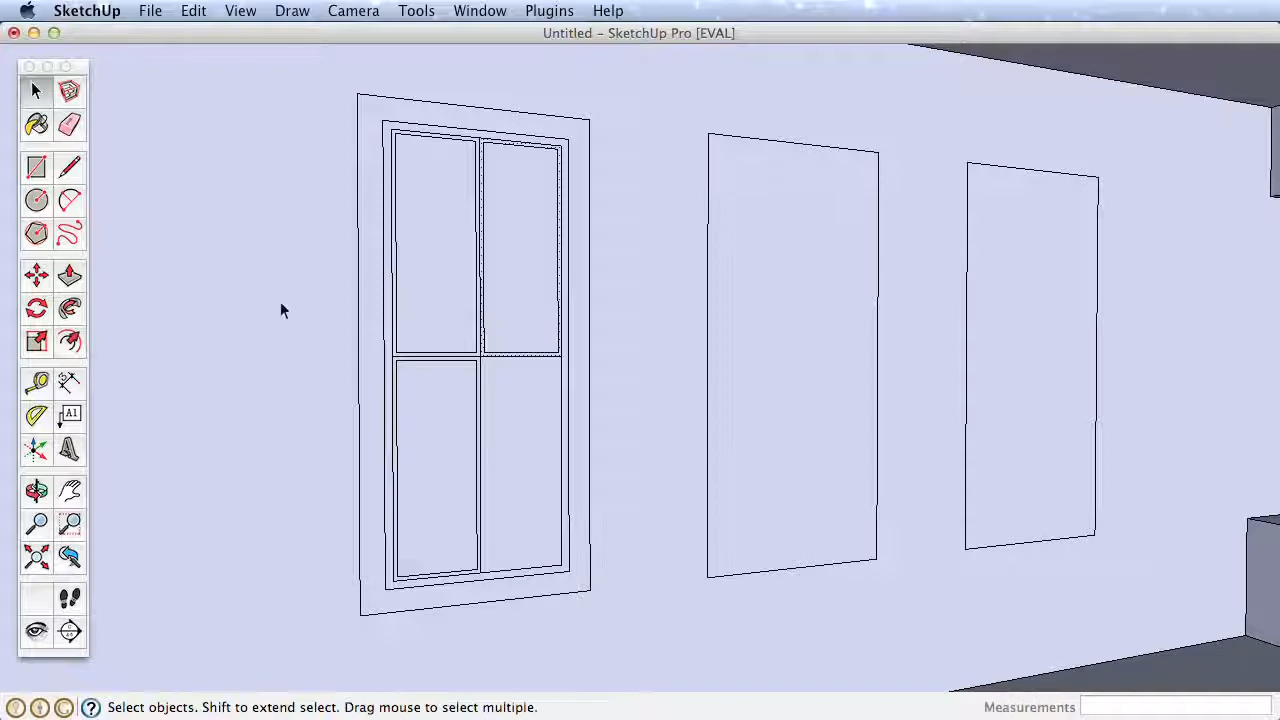 SketchUp File Edit View Draw Camera Tools Window Plugins Help
Untitled – SketchUp Pro [EVAL]
A1
Select objects. Shift to extend select. Drag mouse to select multiple.
Measurements